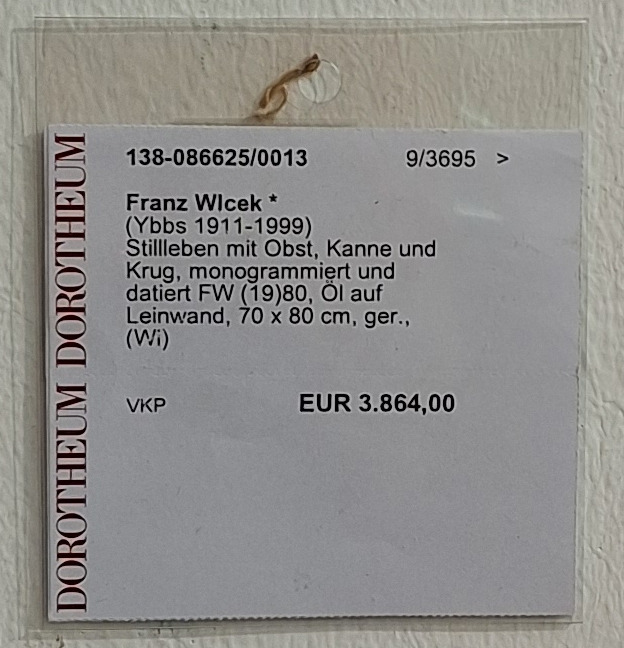 DOROTHEUM DOROTHEUM
138-086625/0013 9/3695 >
Franz Wlcek *
(Ybbs 1911-1999)
Stillleben mit Obst, Kanne und
Krug, monogrammiert und
datiert FW (19)80, Öl auf
Leinwand, 70 x 80 cm, ger.,
(Wi)
VKP EUR 3.864,00